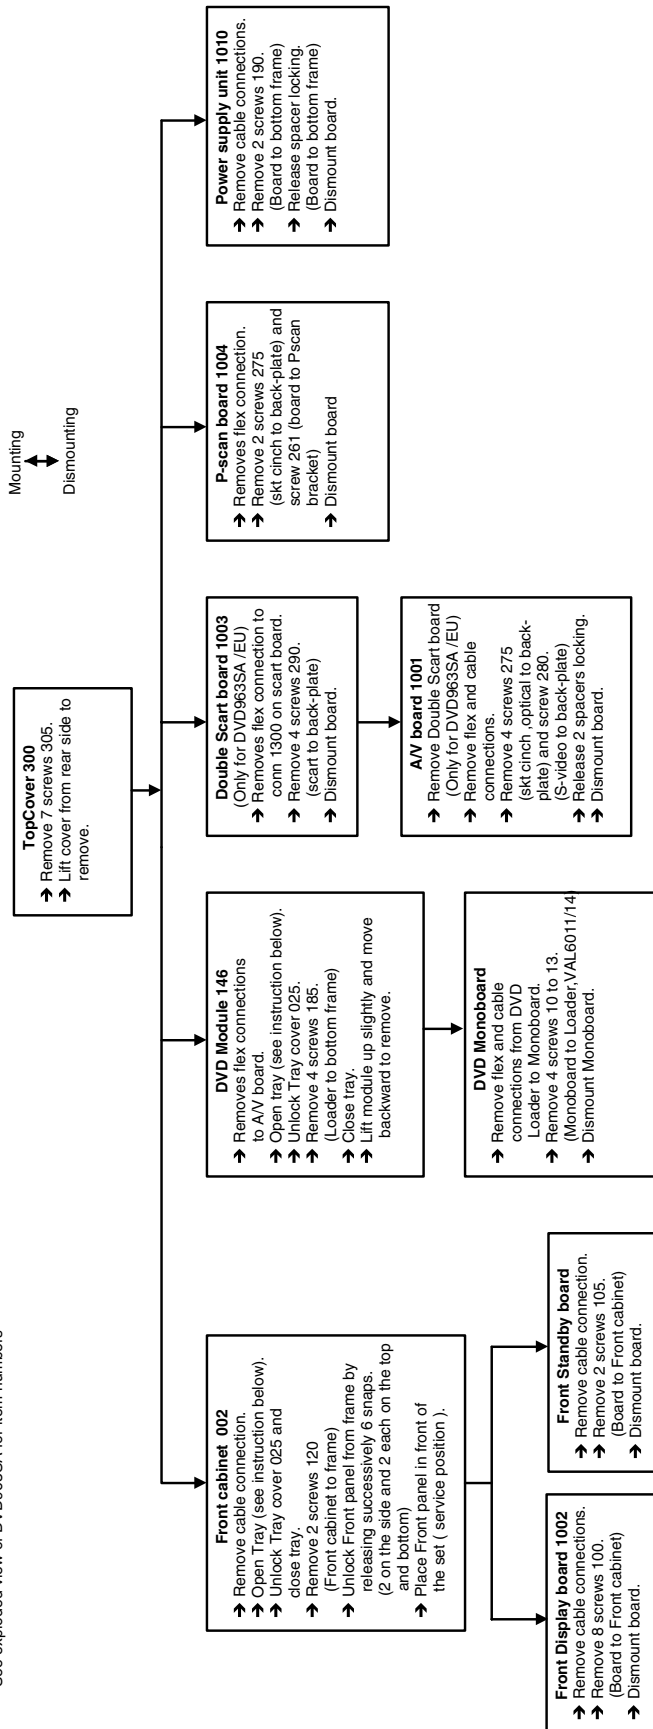 Mounting
Dismounting
TopCover 300
➔ Remove 7 screws 305.
➔ Lift cover from rear side to
remove.
Front cabinet 002
➔ Remove cable connection.
➔ Open Tray (see instruction below).
➔ Unlock Tray cover 025 and
close tray.
➔ Remove 2 screws 120
(Front cabinet to frame)
➔ Unlock Front panel from frame by
releasing successively 6 snaps.
(2 on the side and 2 each on the top
and bottom)
➔ Place Front panel in front of
the set ( service position ).
DVD Module 146
➔ Removes flex connections
to A/V board.
➔ Open tray (see instruction below).
➔ Unlock Tray cover 025.
➔ Remove 4 screws 185.
(Loader to bottom frame)
➔ Close tray.
➔ Lift module up slightly and move
backward to remove.
Double Scart board 1003
(Only for DVD963SA /EU)
➔ Removes flex connection to
conn 1300 on scart board.
➔ Remove 4 screws 290.
(scart to back-plate)
➔ Dismount board.
P-scan board 1004
➔ Removes flex connection.
➔ Remove 2 screws 275
(skt cinch to back-plate) and
screw 261 (board to Pscan
bracket)
➔ Dismount board
Power supply unit 1010
➔ Remove cable connections.
➔ Remove 2 screws 190.
(Board to bottom frame)
➔ Release spacer locking.
(Board to bottom frame)
➔ Dismount board.
Front Display board 1002
➔ Remove cable connections.
➔ Remove 8 screws 100.
(Board to Front cabinet)
➔ Dismount board.
Front Standby board
➔ Remove cable connection.
➔ Remove 2 screws 105.
(Board to Front cabinet)
➔ Dismount board.
DVD Monoboard
➔ Remove flex and cable
connections from DVD
Loader to Monoboard.
➔ Remove 4 screws 10 to 13.
(Monoboard to Loader,VAL6011/14)
➔ Dismount Monoboard.
A/V board 1001
➔ Remove Double Scart board
(Only for DVD963SA /EU)
➔ Remove flex and cable
connections.
➔ Remove 4 screws 275
(skt cinch ,optical to back-
plate) and screw 280.
(S-video to back-plate)
➔ Release 2 spacers locking.
➔ Dismount board.